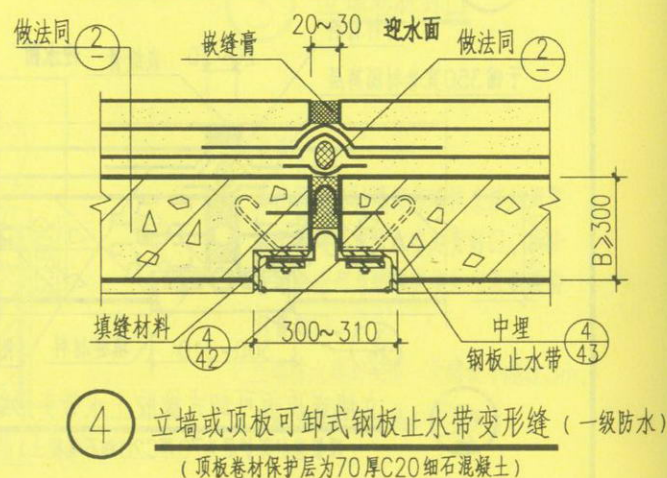 20~30 迎水面
做法同 2 —
嵌缝膏
做法同 2 —
B≥300
填缝材料
4 42
300~310
中埋
钢板止水带
4 43
4 立墙或顶板可卸式钢板止水带变形缝（一级防水）
（顶板卷材保护层为70厚C20细石混凝土）